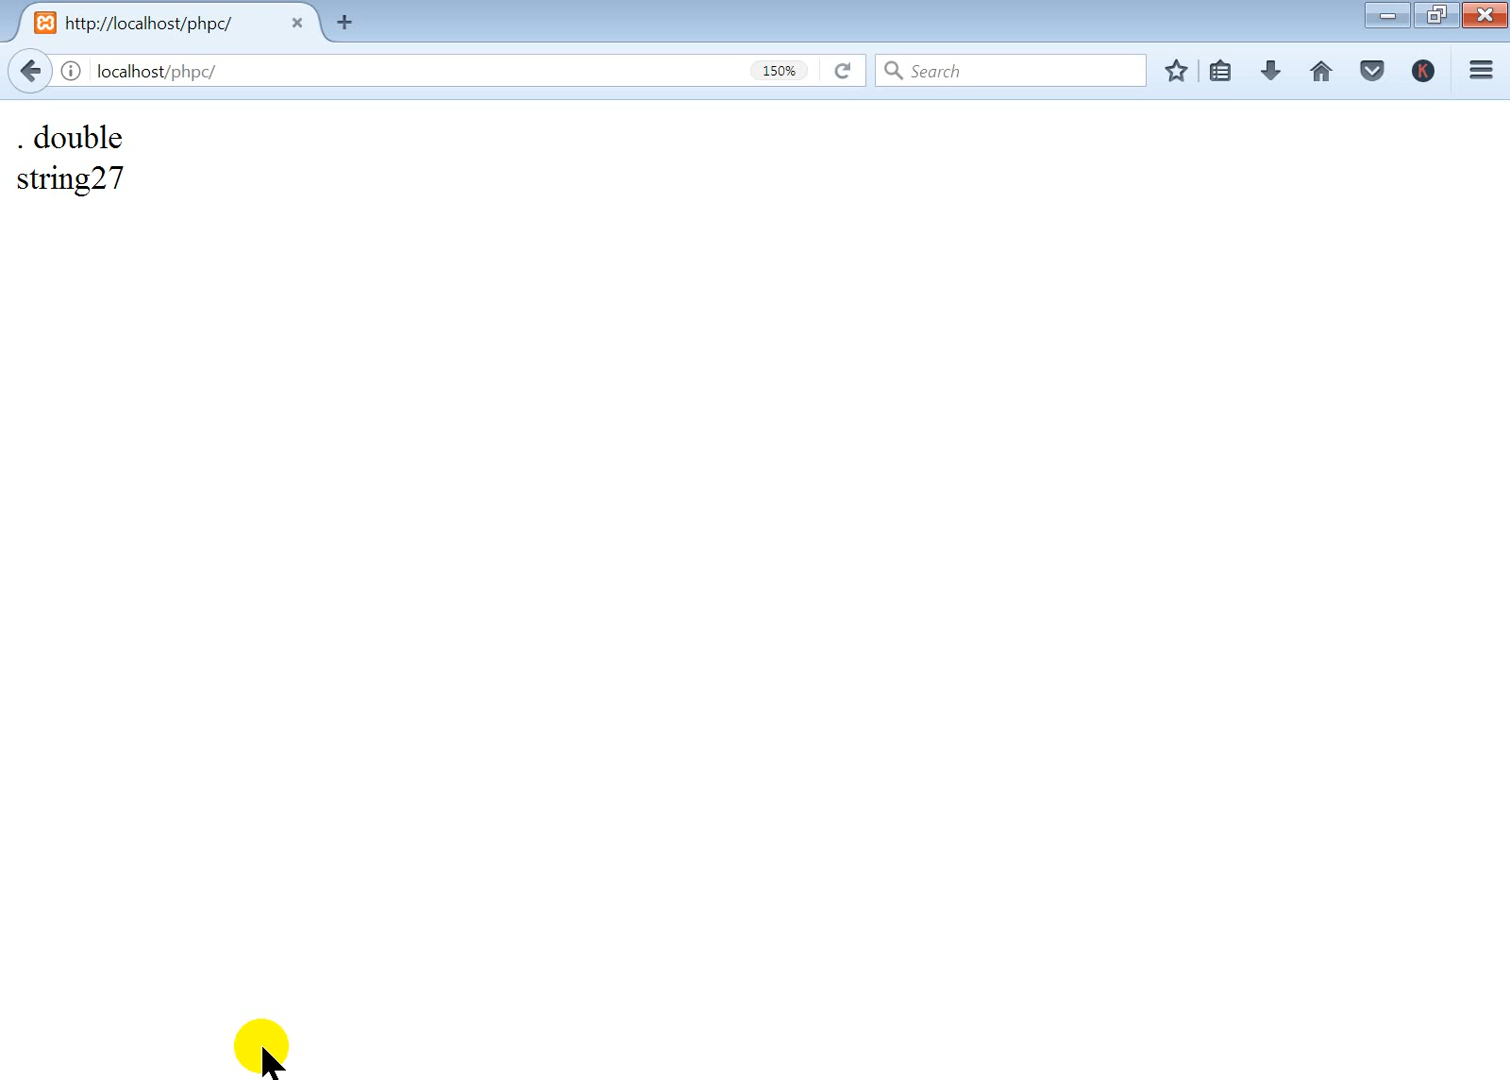 http://localhost/phpc/
localhost/phpc/
150%
Search
K
. double
string27